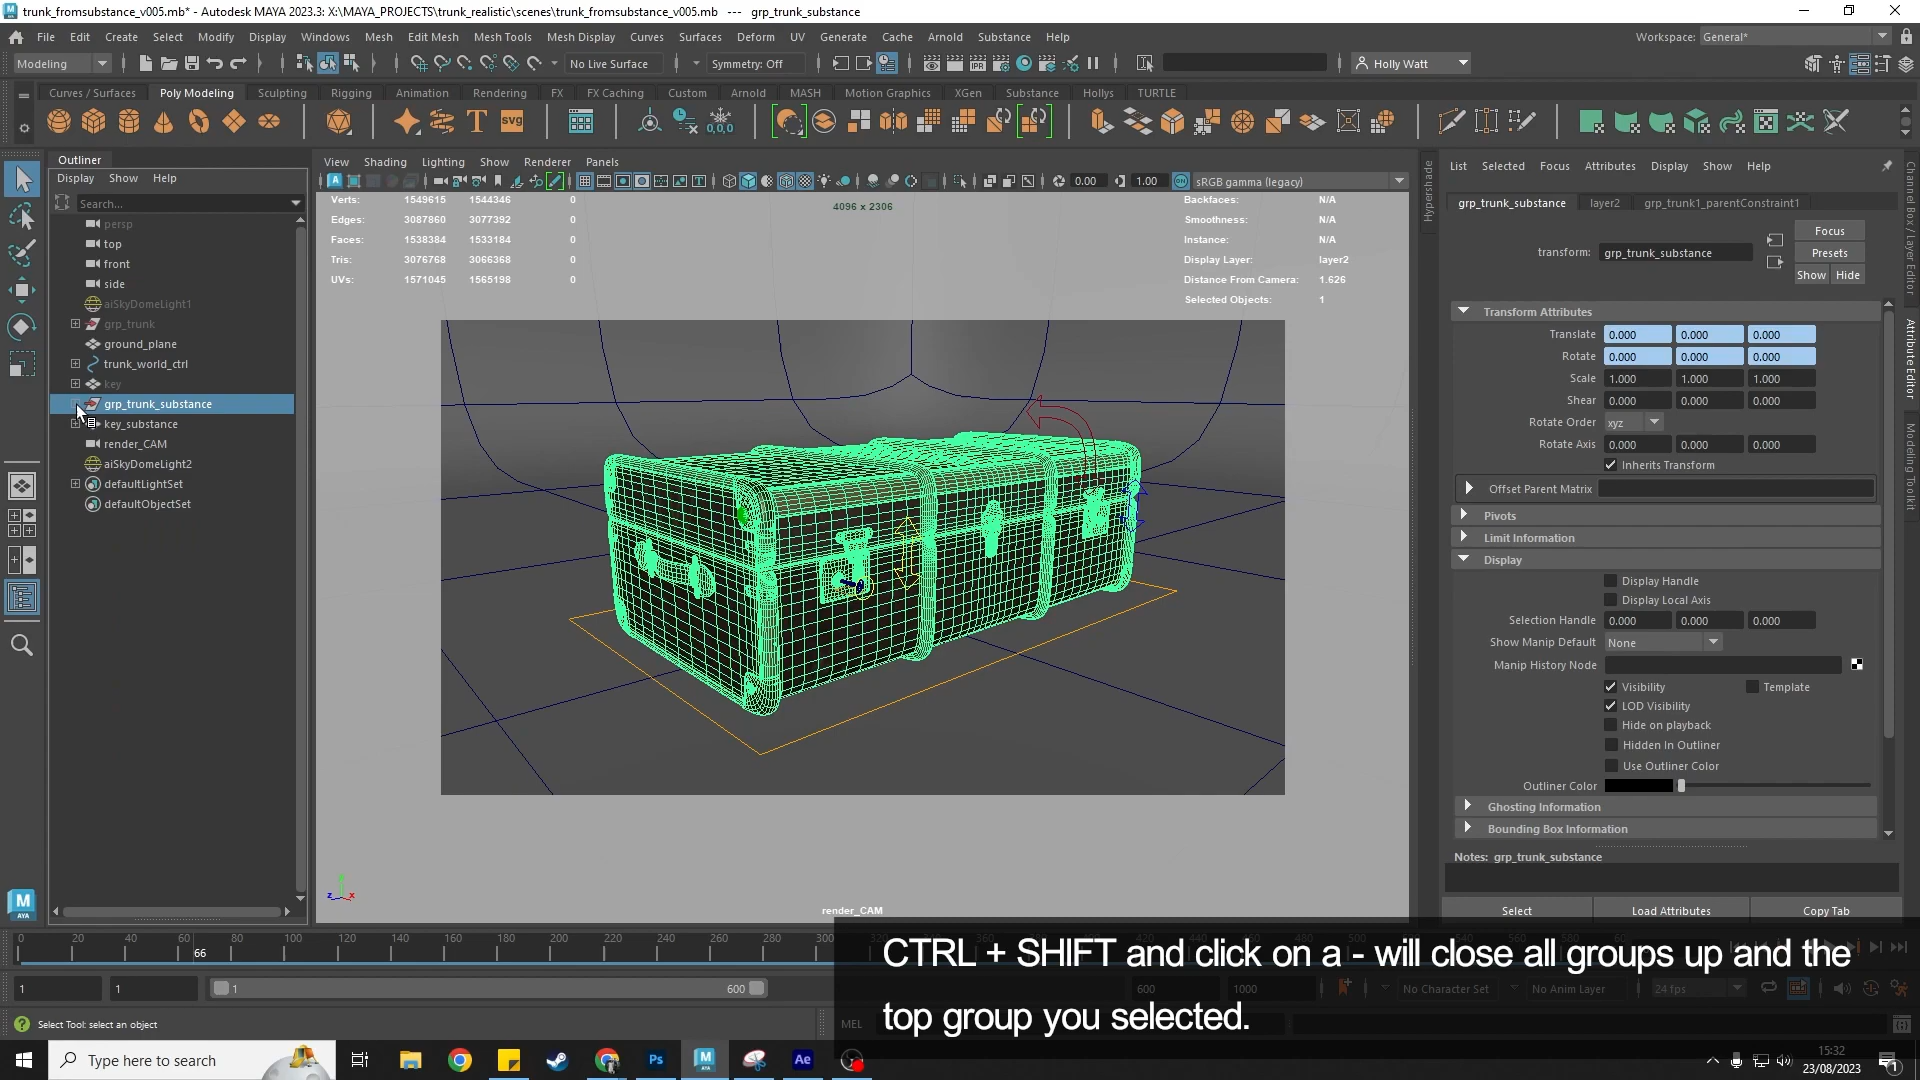 trunk_fromsubstance_v005.mb* - Autodesk MAYA 2023.3: X:\MAYA_PROJECTS\trunk_realistic\scenes\trunk_fromsubstance_v005.mb   ---   grp_trunk_substance
File Edit Create Select Modify Display Windows Mesh Edit Mesh Mesh Tools Mesh Display Curves Surfaces Deform UV Generate Cache Arnold Substance Help
Workspace: General*
Modeling
No Live Surface
Symmetry: Off
Holly Watt
Curves / Surfaces Poly Modeling Sculpting Rigging Animation Rendering FX FX Caching Custom Arnold MASH Motion Graphics XGen Substance Hollys TURTLE
Outliner
Display Show Help
Search...
persp
top
front
side
aiSkyDomeLight1
grp_trunk
ground_plane
trunk_world_ctrl
key
grp_trunk_substance
key_substance
render_CAM
aiSkyDomeLight2
defaultLightSet
defaultObjectSet
View Shading Lighting Show Renderer Panels
0.00 1.00 sRGB gamma (legacy)
Verts: 1549615 1544346 0
Edges: 3087860 3077392 0
Faces: 1538384 1533184 0
Tris: 3076768 3066368 0
UVs: 1571045 1565198 0
4096 x 2306
Backfaces: N/A
Smoothness: N/A
Instance: N/A
Display Layer: layer2
Distance From Camera: 1.626
Selected Objects: 1
render_CAM
Hypershade
List Selected Focus Attributes Display Show Help
grp_trunk_substance layer2 grp_trunk1_parentConstraint1
transform: grp_trunk_substance
Focus
Presets
Show Hide
Transform Attributes
Translate 0.000 0.000 0.000
Rotate 0.000 0.000 0.000
Scale 1.000 1.000 1.000
Shear 0.000 0.000 0.000
Rotate Order xyz
Rotate Axis 0.000 0.000 0.000
Inherits Transform
Offset Parent Matrix
Pivots
Limit Information
Display
Display Handle
Display Local Axis
Selection Handle 0.000 0.000 0.000
Show Manip Default None
Manip History Node
Visibility Template
LOD Visibility
Hide on playback
Hidden In Outliner
Use Outliner Color
Outliner Color
Ghosting Information
Bounding Box Information
Notes: grp_trunk_substance
Select Load Attributes Copy Tab
Channel Box / Layer Editor
Attribute Editor
Modeling Toolkit
0 20 40 60 80 100 120 140 160 180 200 220 240 260 280 300
66
1 1 1 600 600 1000 No Character Set No Anim Layer 24 fps
Select Tool: select an object
MEL
CTRL + SHIFT and click on a - will close all groups up and the
top group you selected.
Type here to search
15:32
23/08/2023